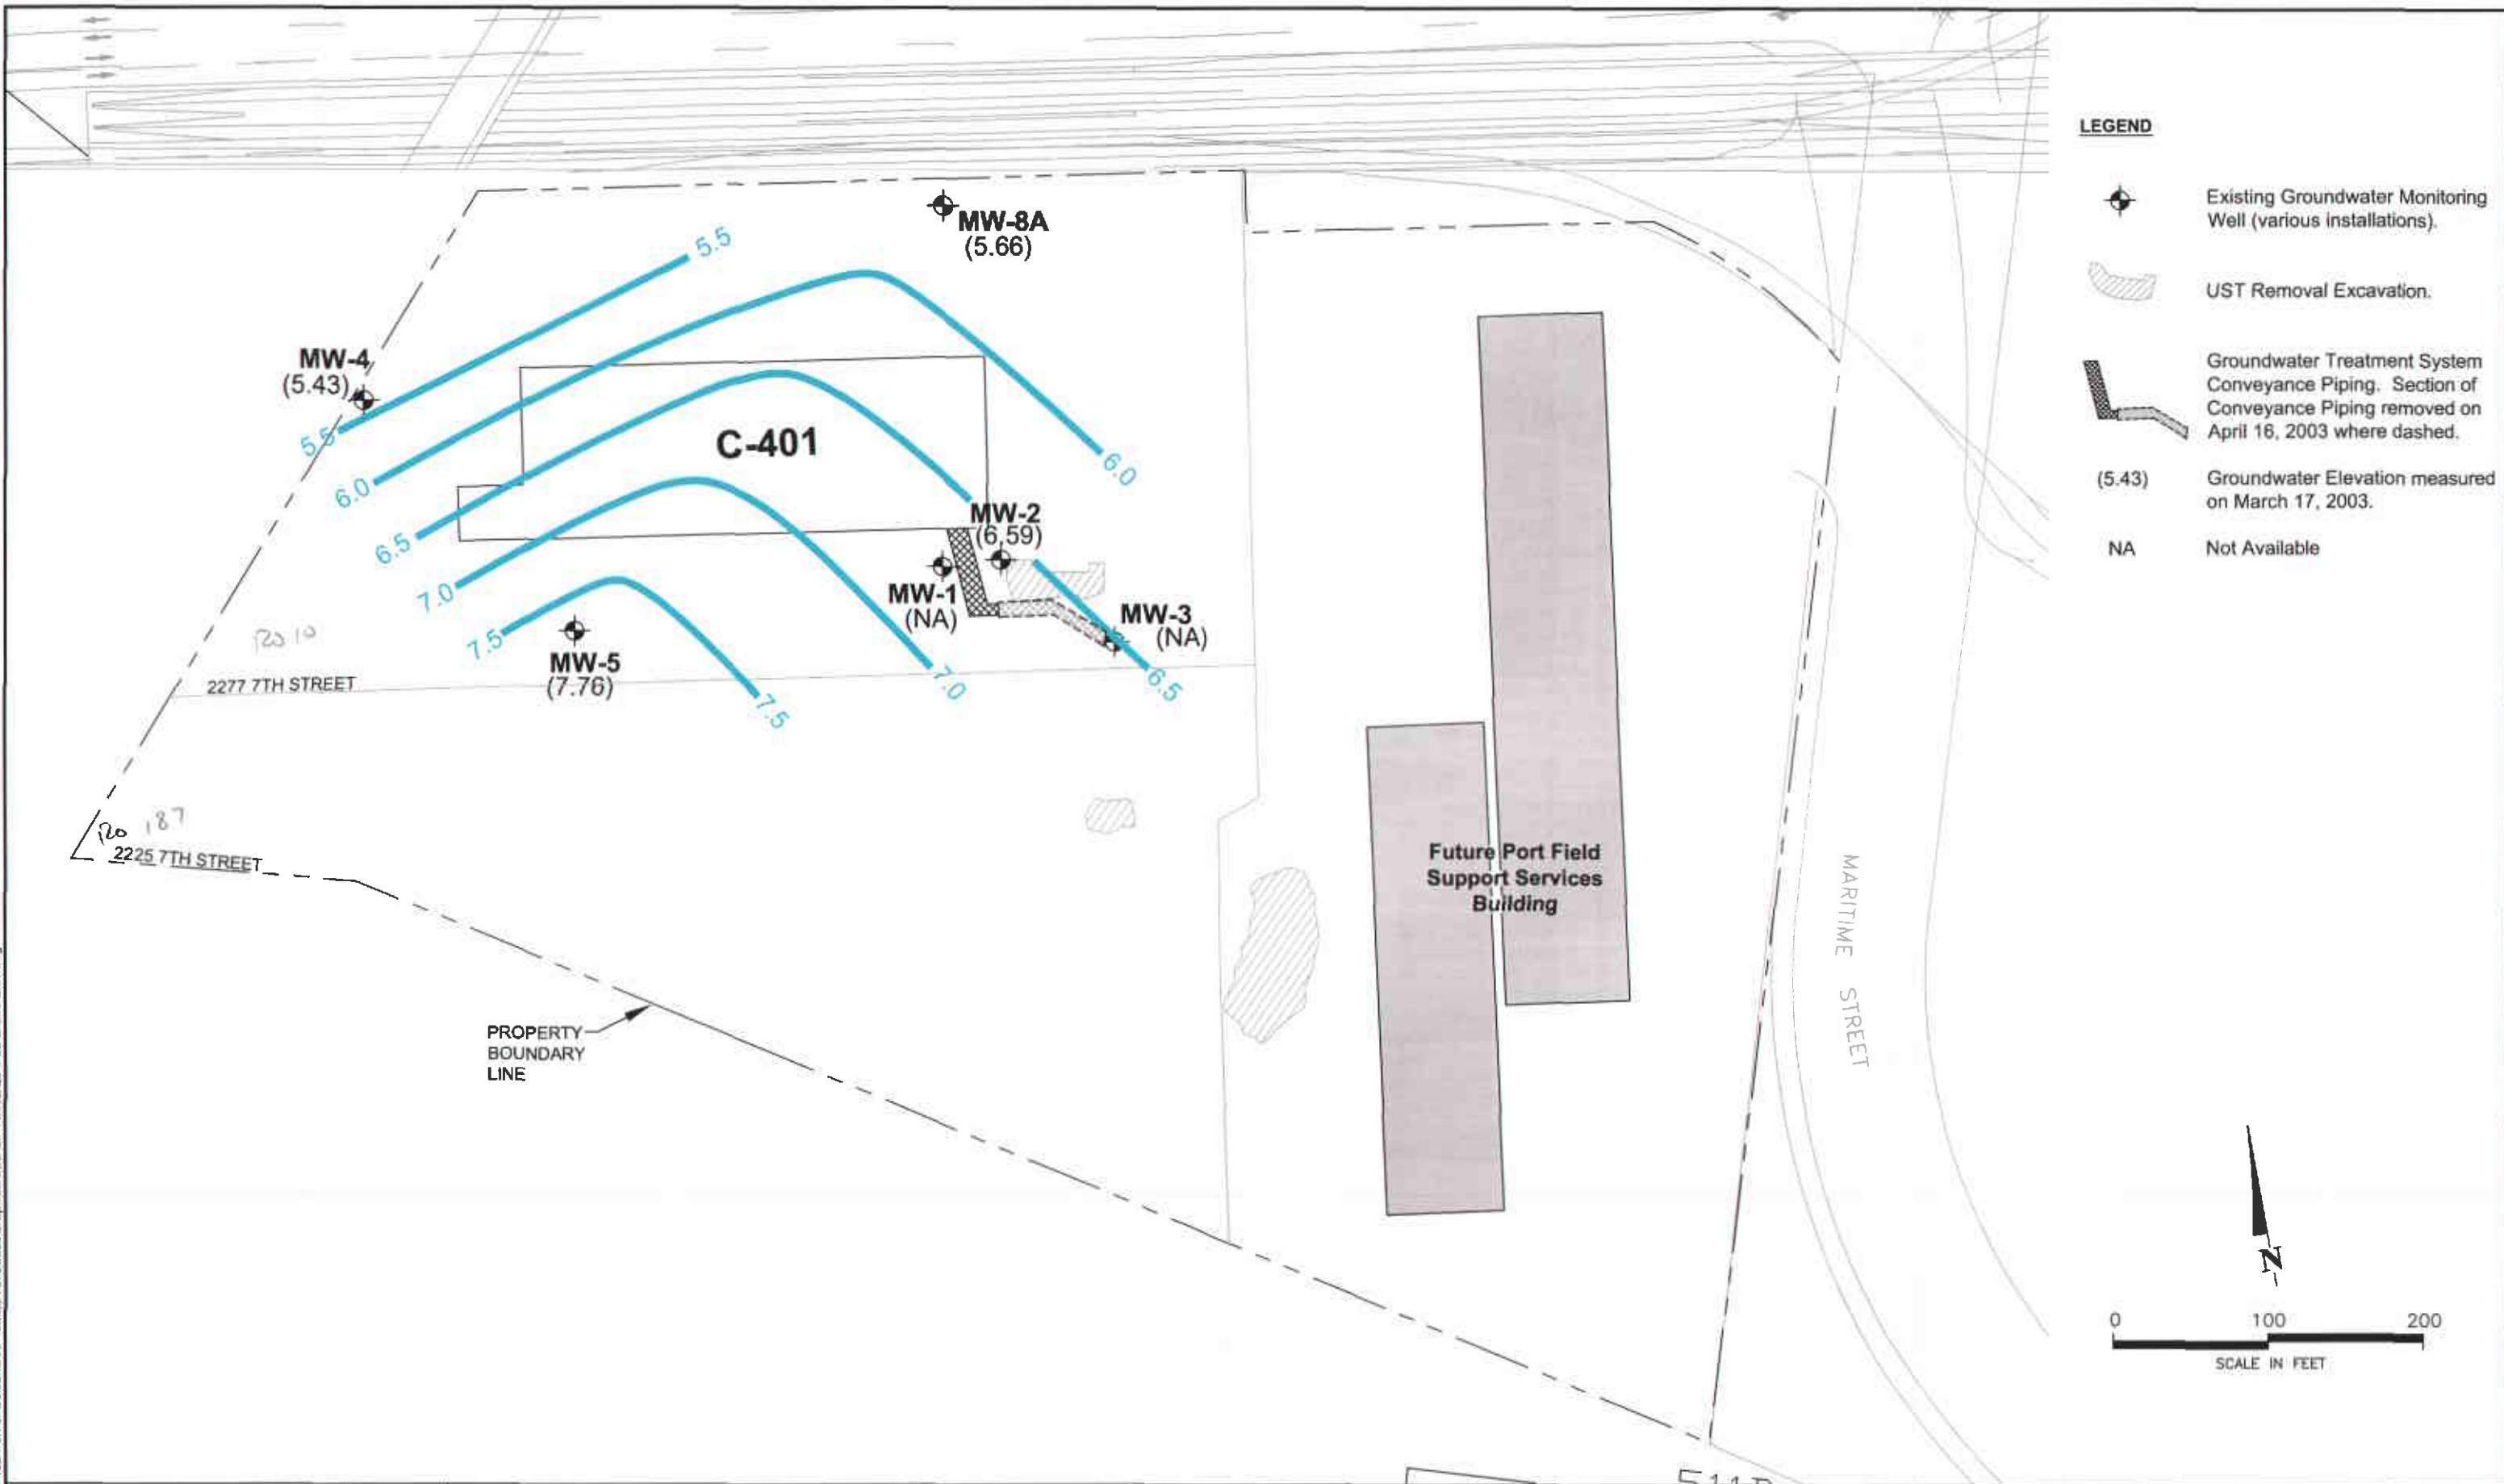 MW-8A
(5.66)
5.5
MW-4
(5.43)
5.5
6.0
C-401
6.0
6.5
MW-2
(6.59)
7.0
MW-1
(NA)
MW-3
(NA)
7.5
MW-5
(7.76)
7.5
7.0
6.5
RO 10
2277 7TH STREET
RO 187
2225 7TH STREET
PROPERTY
BOUNDARY
LINE
Future Port Field
Support Services
Building
MARITIME STREET
LEGEND
Existing Groundwater Monitoring
Well (various installations).
UST Removal Excavation.
Groundwater Treatment System
Conveyance Piping. Section of
Conveyance Piping removed on
April 16, 2003 where dashed.
(5.43) Groundwater Elevation measured
on March 17, 2003.
NA Not Available
N
0 100 200
SCALE IN FEET